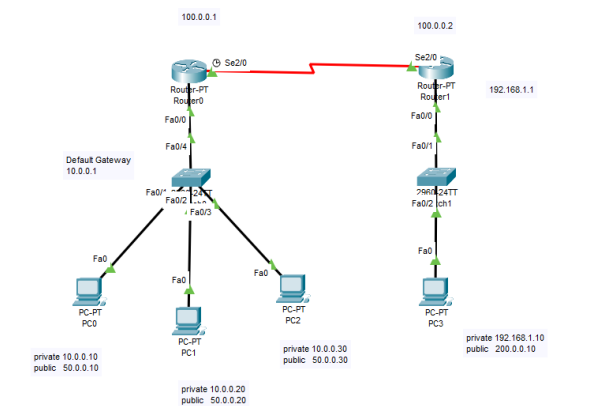 100.0.0.1
100.0.0.2
Se2/0
Se2/0
Router-PT
Router0
Router-PT
Router1
192.168.1.1
Fa0/0
Fa0/0
Fa0/4
Fa0/1
Default Gateway
10.0.0.1
Fa0/1
24TT
Fa0/2
Fa0/3
2960-24TT
Fa0/2
Fa0
Fa0
Fa0
Fa0
PC-PT
PC0
PC-PT
PC1
PC-PT
PC2
PC-PT
PC3
private 10.0.0.10
public 50.0.0.10
private 10.0.0.20
public 50.0.0.20
private 10.0.0.30
public 50.0.0.30
private 192.168.1.10
public 200.0.0.10